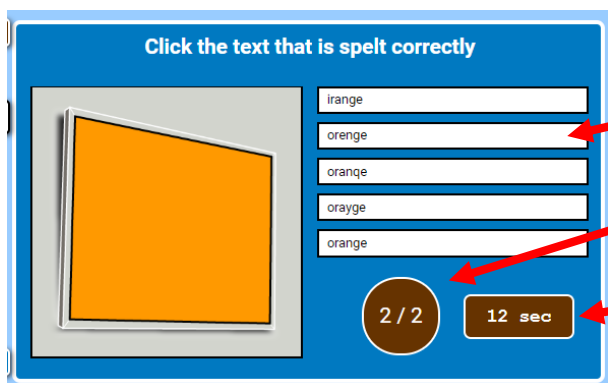 Click the text that is spelt correctly
irange
orenge
oranqe
orayge
orange
2 / 2
12 sec